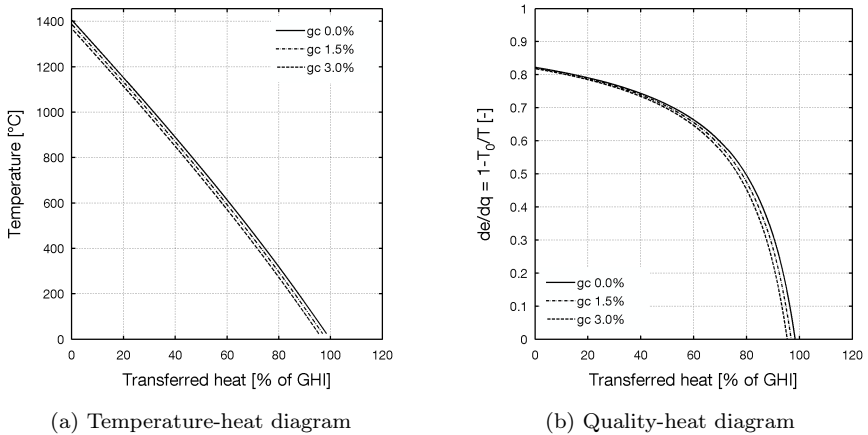 1400
1200
1000
800
600
400
200
0
Temperature [°C]
gc 0.0%
gc 1.5%
gc 3.0%
0 20 40 60 80 100 120
Transferred heat [% of GHI]
(a) Temperature-heat diagram
1
0.9
0.8
0.7
0.6
0.5
0.4
0.3
0.2
0.1
0
de/dq = 1-T0/T [-]
gc 0.0%
gc 1.5%
gc 3.0%
0 20 40 60 80 100 120
Transferred heat [% of GHI]
(b) Quality-heat diagram